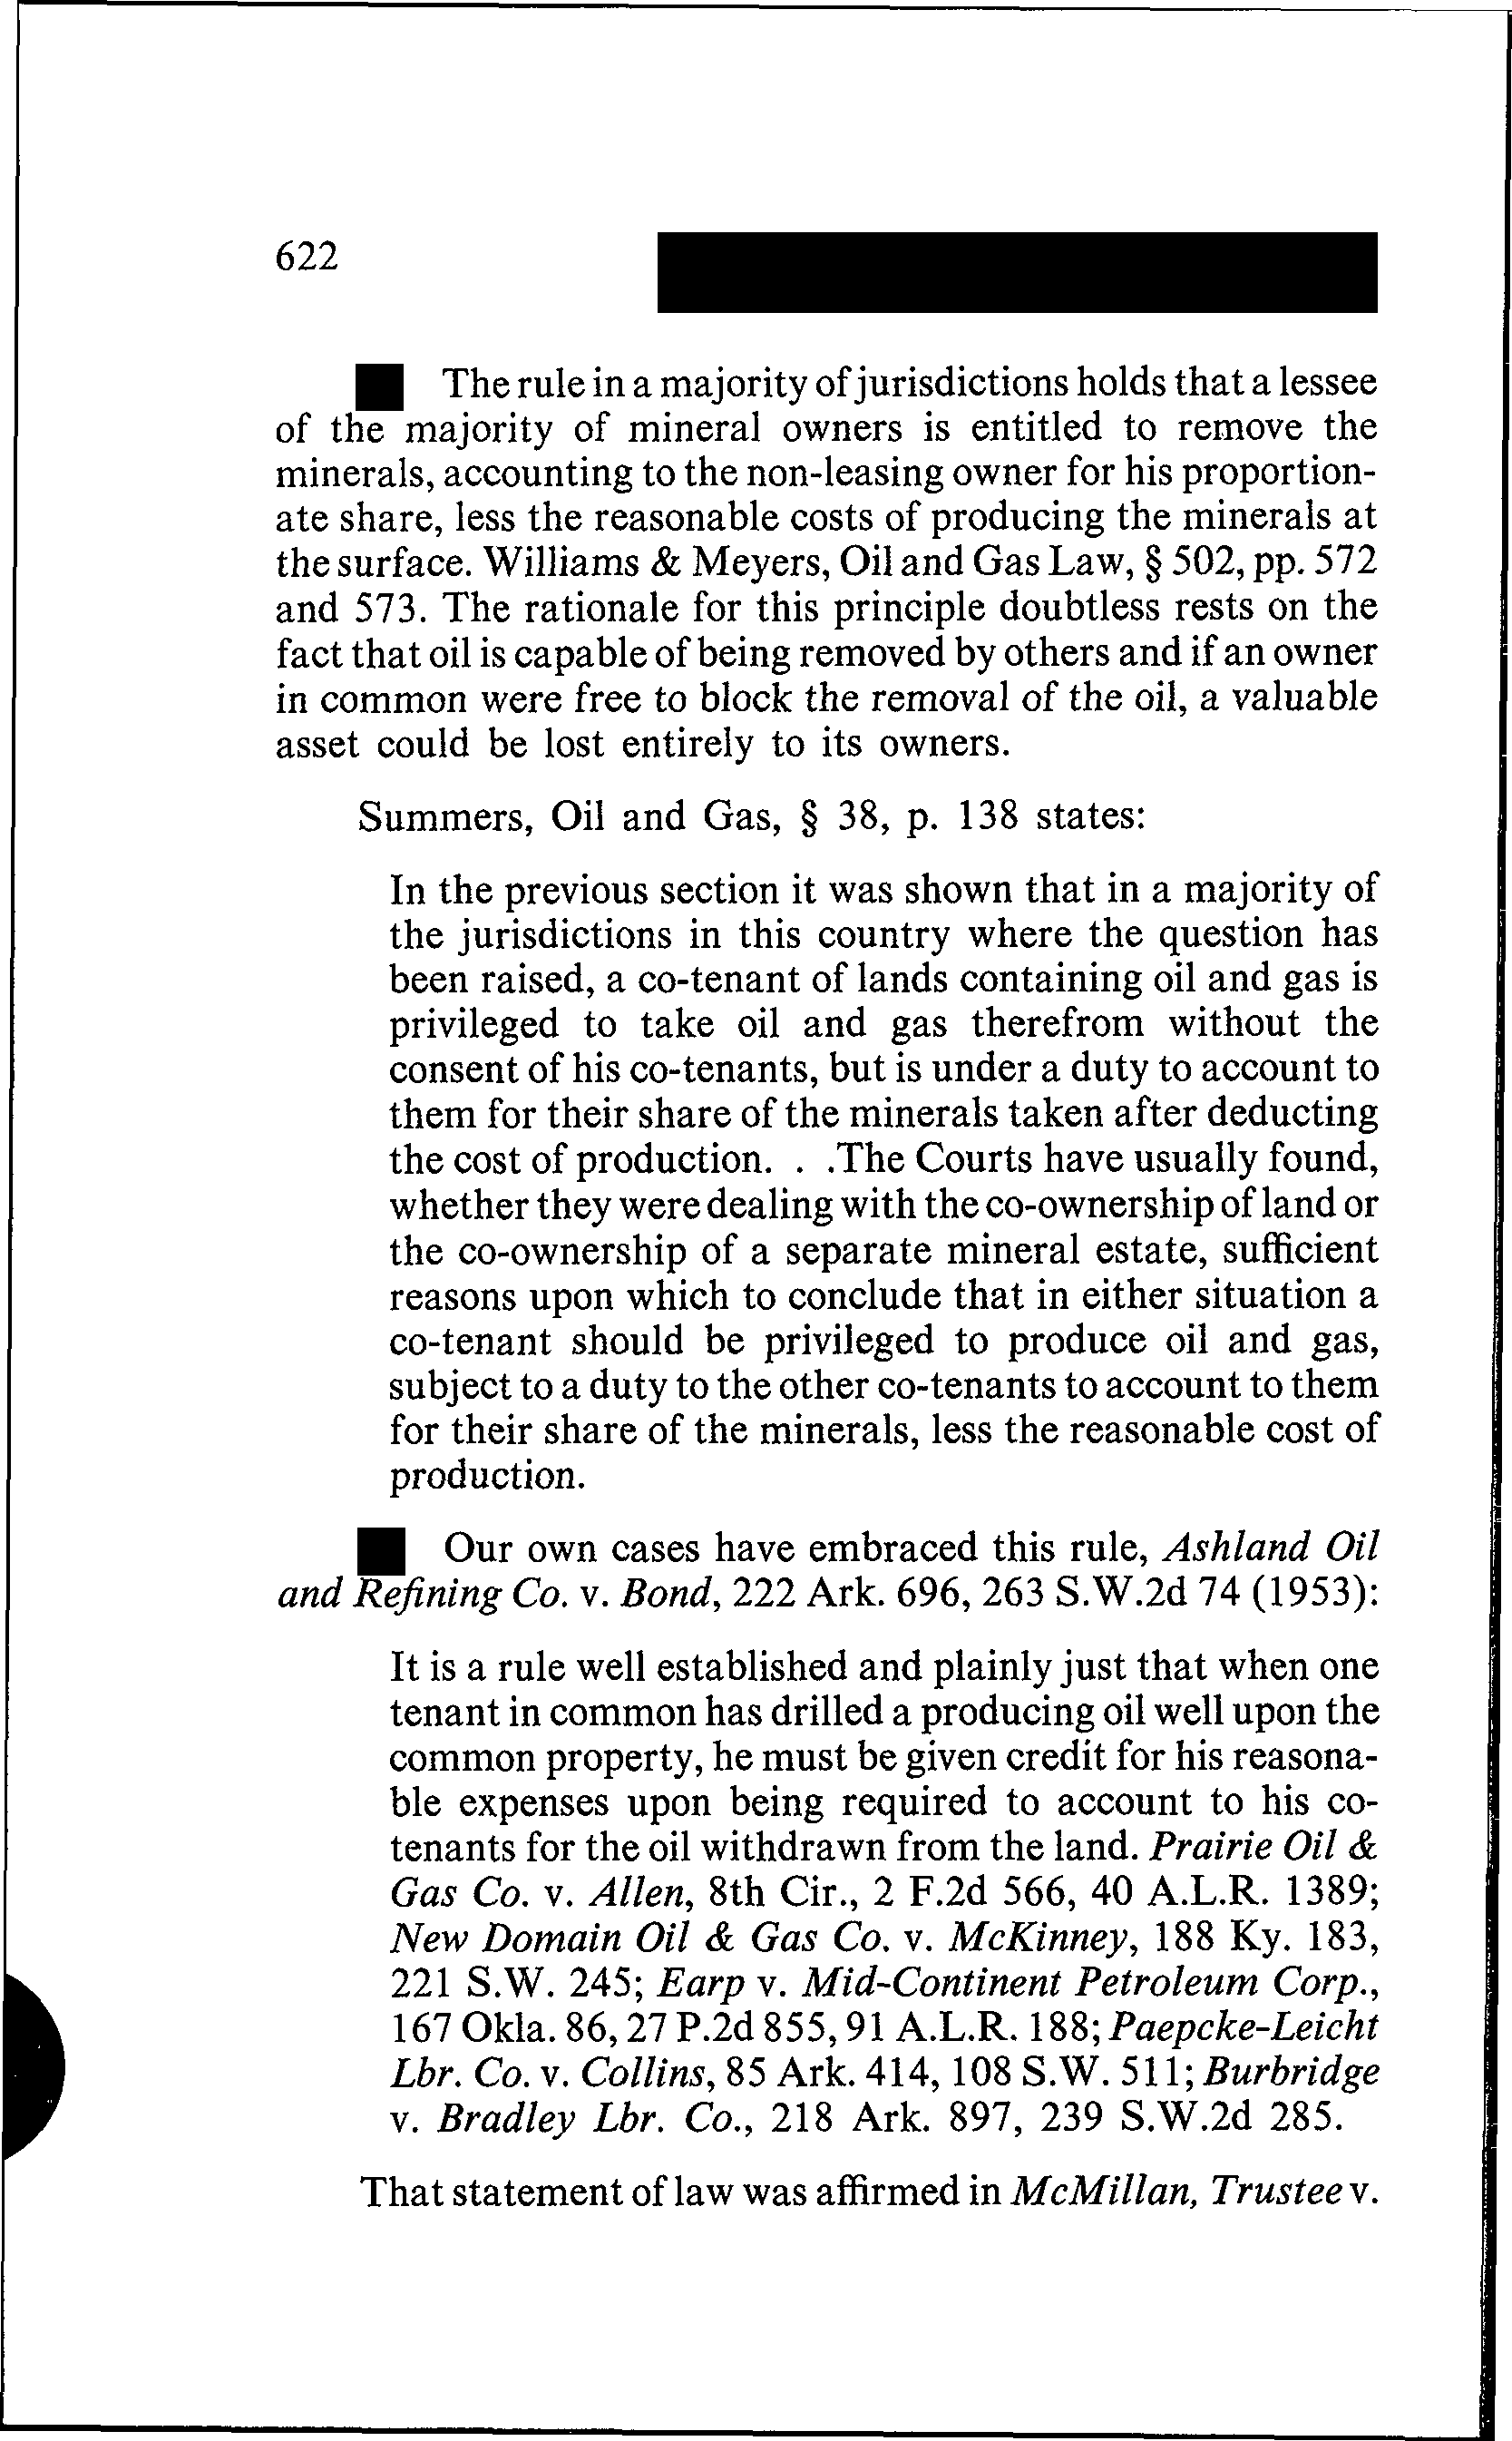 622
The rule in a majority of jurisdictions holds that a lessee
of the majority of mineral owners is entitled to remove the
minerals, accounting to the non-leasing owner for his proportion-
ate share, less the reasonable costs of producing the minerals at
the surface. Williams & Meyers, Oil and Gas Law, § 502, pp. 572
and 573. The rationale for this principle doubtless rests on the
fact that oil is capable of being removed by others and if an owner
in common were free to block the removal of the oil, a valuable
asset could be lost entirely to its owners.
Summers, Oil and Gas, § 38, p. 138 states:
In the previous section it was shown that in a majority of
the jurisdictions in this country where the question has
been raised, a co-tenant of lands containing oil and gas is
privileged to take oil and gas therefrom without the
consent of his co-tenants, but is under a duty to account to
them for their share of the minerals taken after deducting
the cost of production. . .The Courts have usually found,
whether they were dealing with the co-ownership of land or
the co-ownership of a separate mineral estate, sufficient
reasons upon which to conclude that in either situation a
co-tenant should be privileged to produce oil and gas,
subject to a duty to the other co-tenants to account to them
for their share of the minerals, less the reasonable cost of
production.
Our own cases have embraced this rule, Ashland Oil
and Refining Co. v. Bond, 222 Ark. 696, 263 S.W.2d 74 (1953):
It is a rule well established and plainly just that when one
tenant in common has drilled a producing oil well upon the
common property, he must be given credit for his reasona-
ble expenses upon being required to account to his co-
tenants for the oil withdrawn from the land. Prairie Oil &
Gas Co. v. Allen, 8th Cir., 2 F.2d 566, 40 A.L.R. 1389;
New Domain Oil & Gas Co. v. McKinney, 188 Ky. 183,
221 S.W. 245; Earp v. Mid-Continent Petroleum Corp.,
167 Okla. 86, 27 P.2d 855, 91 A.L.R. 188; Paepcke-Leicht
Lbr. Co. v. Collins, 85 Ark. 414, 108 S.W. 511; Burbridge
v. Bradley Lbr. Co., 218 Ark. 897, 239 S.W.2d 285.
That statement of law was affirmed in McMillan, Trustee v.